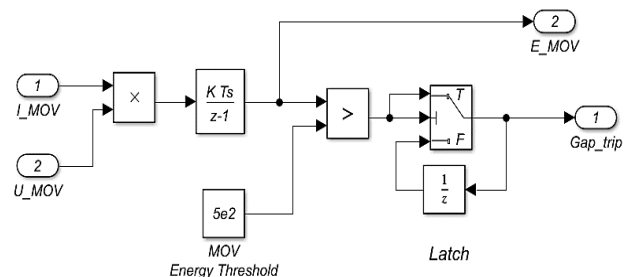 2
E_MOV
1
I_MOV
×
K Ts
z-1
>
T
F
1
Gap_trip
2
U_MOV
1
z
5e2
MOV
Energy Threshold
Latch